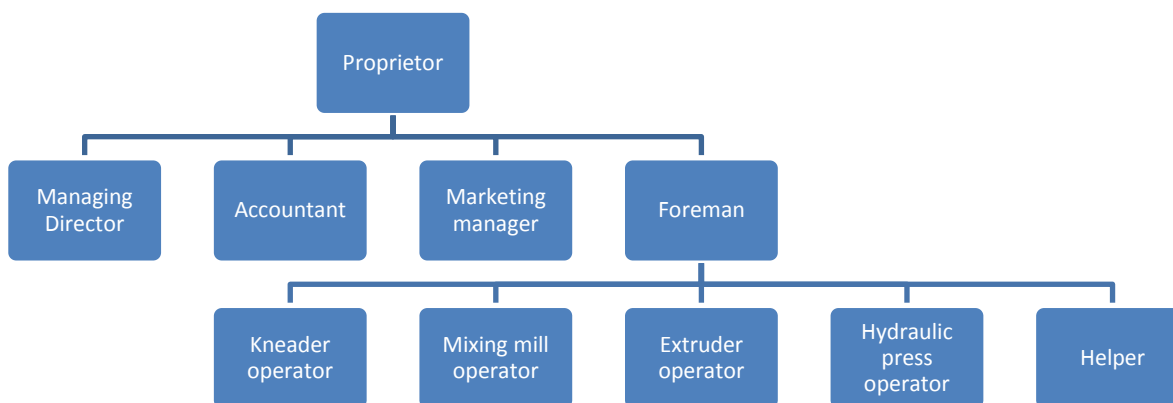 Proprietor
Managing
Director
Accountant
Marketing
manager
Foreman
Kneader
operator
Mixing mill
operator
Extruder
operator
Hydraulic
press
operator
Helper